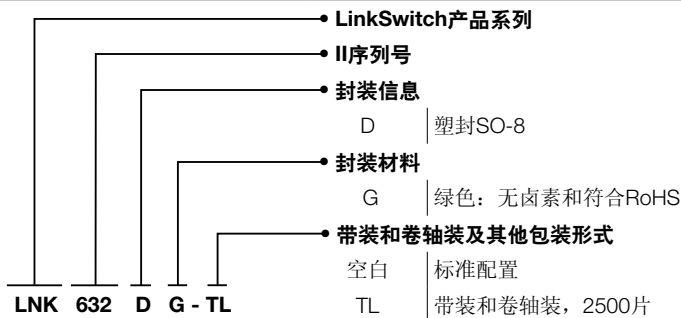 LinkSwitch产品系列
II序列号
封装信息
D 塑封SO-8
封装材料
G 绿色：无卤素和符合RoHS
带装和卷轴装及其他包装形式
空白 标准配置
TL 带装和卷轴装，2500片
LNK 632 D G - TL